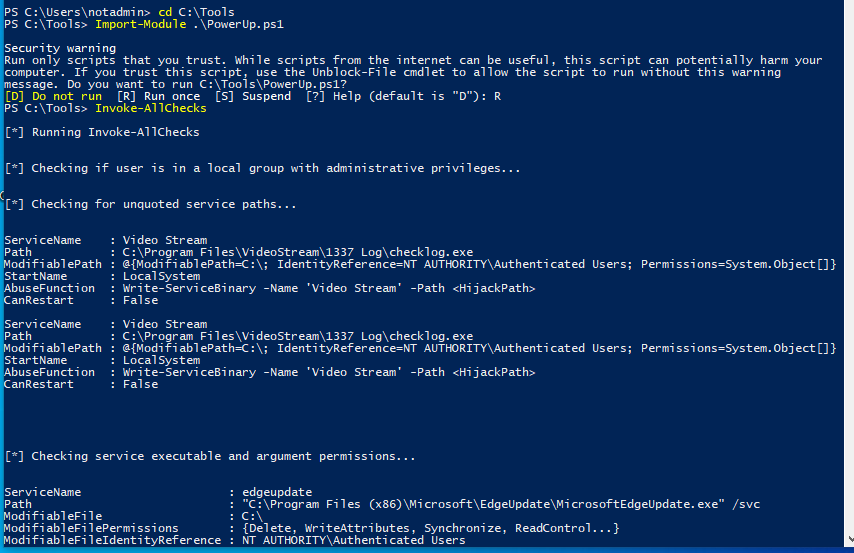 PS C:\Users\notadmin> cd C:\Tools
PS C:\Tools> Import-Module .\PowerUp.ps1
Security warning
Run only scripts that you trust. While scripts from the internet can be useful, this script can potentially harm your
computer. If you trust this script, use the Unblock-File cmdlet to allow the script to run without this warning
message. Do you want to run C:\Tools\PowerUp.ps1?
[D] Do not run  [R] Run once  [S] Suspend  [?] Help (default is "D"): R
PS C:\Tools> Invoke-AllChecks
[*] Running Invoke-AllChecks
[*] Checking if user is in a local group with administrative privileges...
[*] Checking for unquoted service paths...
ServiceName    : Video Stream
Path           : C:\Program Files\VideoStream\1337 Log\checklog.exe
ModifiablePath : @{ModifiablePath=C:\; IdentityReference=NT AUTHORITY\Authenticated Users; Permissions=System.Object[]}
StartName      : LocalSystem
AbuseFunction  : Write-ServiceBinary -Name 'Video Stream' -Path <HijackPath>
CanRestart     : False
ServiceName    : Video Stream
Path           : C:\Program Files\VideoStream\1337 Log\checklog.exe
ModifiablePath : @{ModifiablePath=C:\; IdentityReference=NT AUTHORITY\Authenticated Users; Permissions=System.Object[]}
StartName      : LocalSystem
AbuseFunction  : Write-ServiceBinary -Name 'Video Stream' -Path <HijackPath>
CanRestart     : False
[*] Checking service executable and argument permissions...
ServiceName                     : edgeupdate
Path                            : "C:\Program Files (x86)\Microsoft\EdgeUpdate\MicrosoftEdgeUpdate.exe" /svc
ModifiableFile                  : C:\
ModifiableFilePermissions       : {Delete, WriteAttributes, Synchronize, ReadControl...}
ModifiableFileIdentityReference : NT AUTHORITY\Authenticated Users